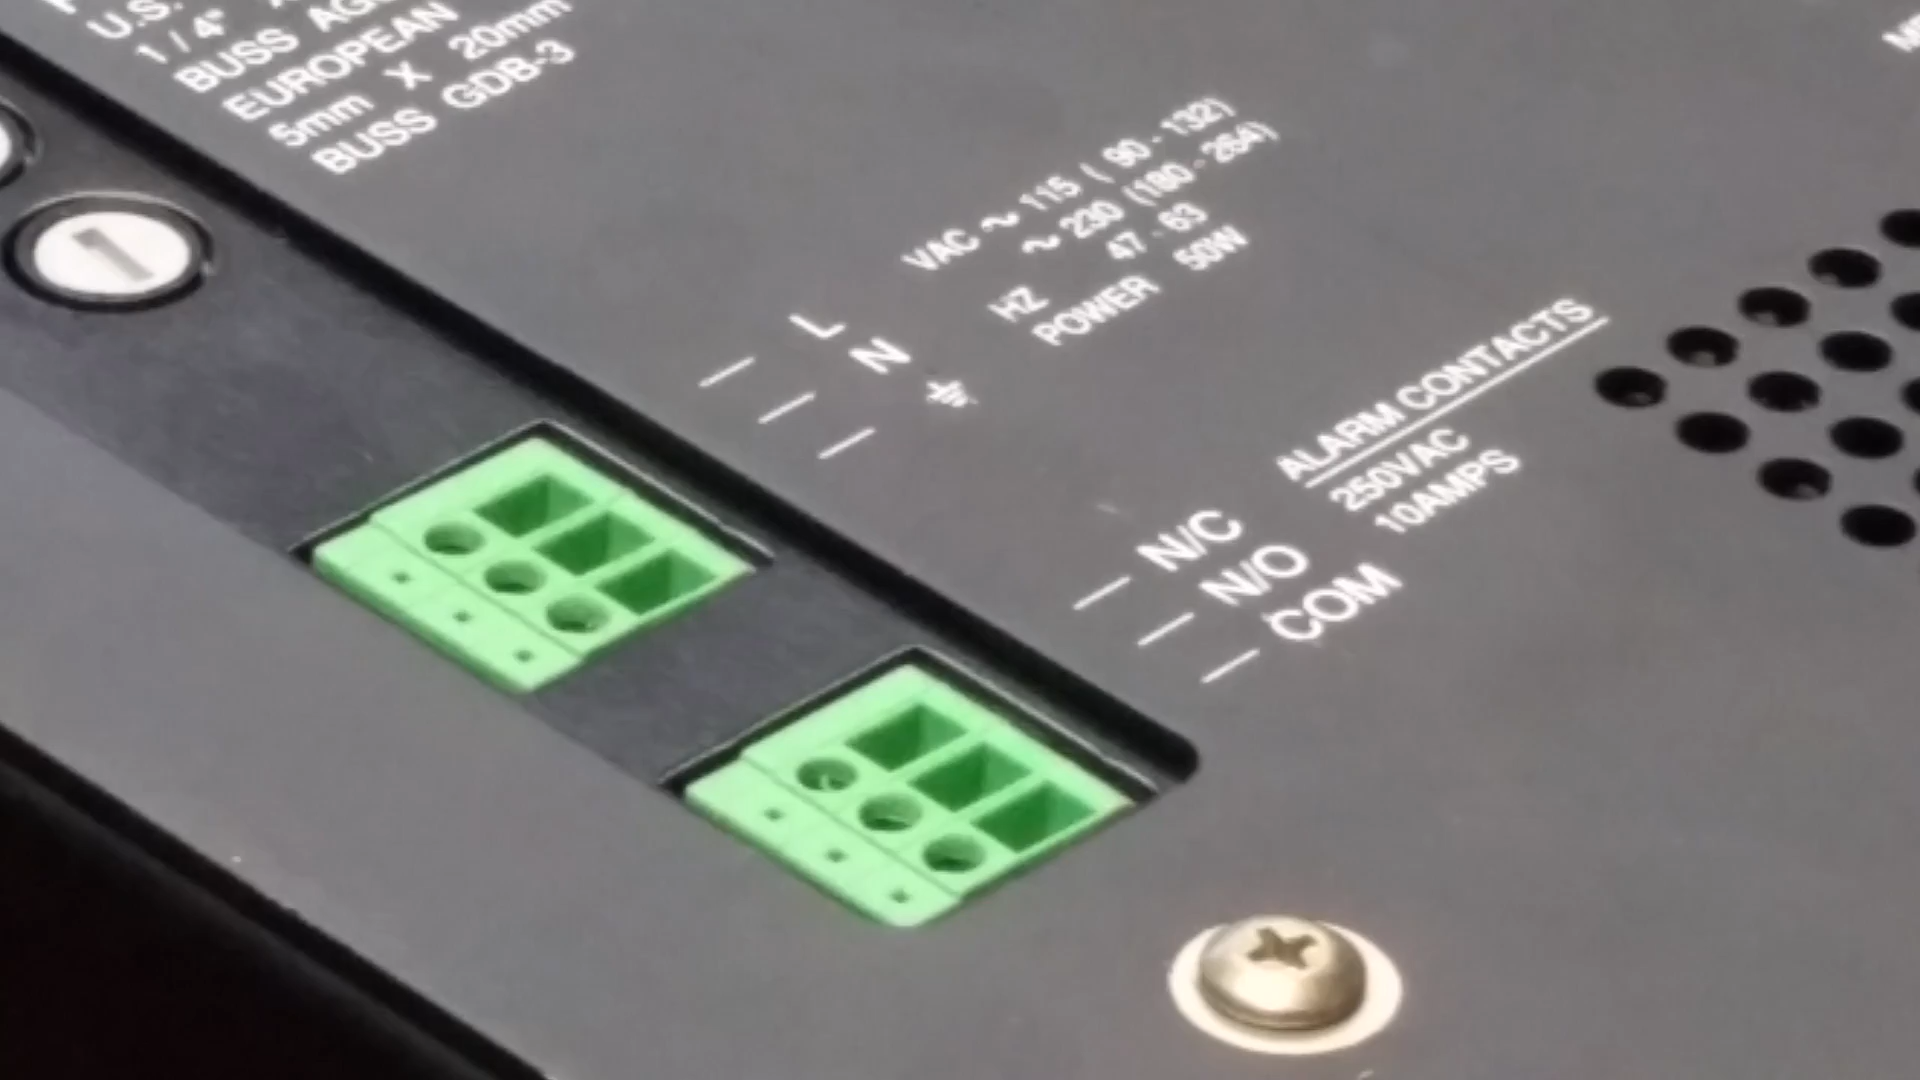 U.S.
1/4"
BUSS
EUROPEAN
5mm X 20mm
BUSS GDB-3
VAC ~ 115 ( 90 - 132)
~ 230 (180 - 264)
HZ 47 - 63
POWER 50W
L
N
ALARM CONTACTS
250VAC
10AMPS
N/C
N/O
COM